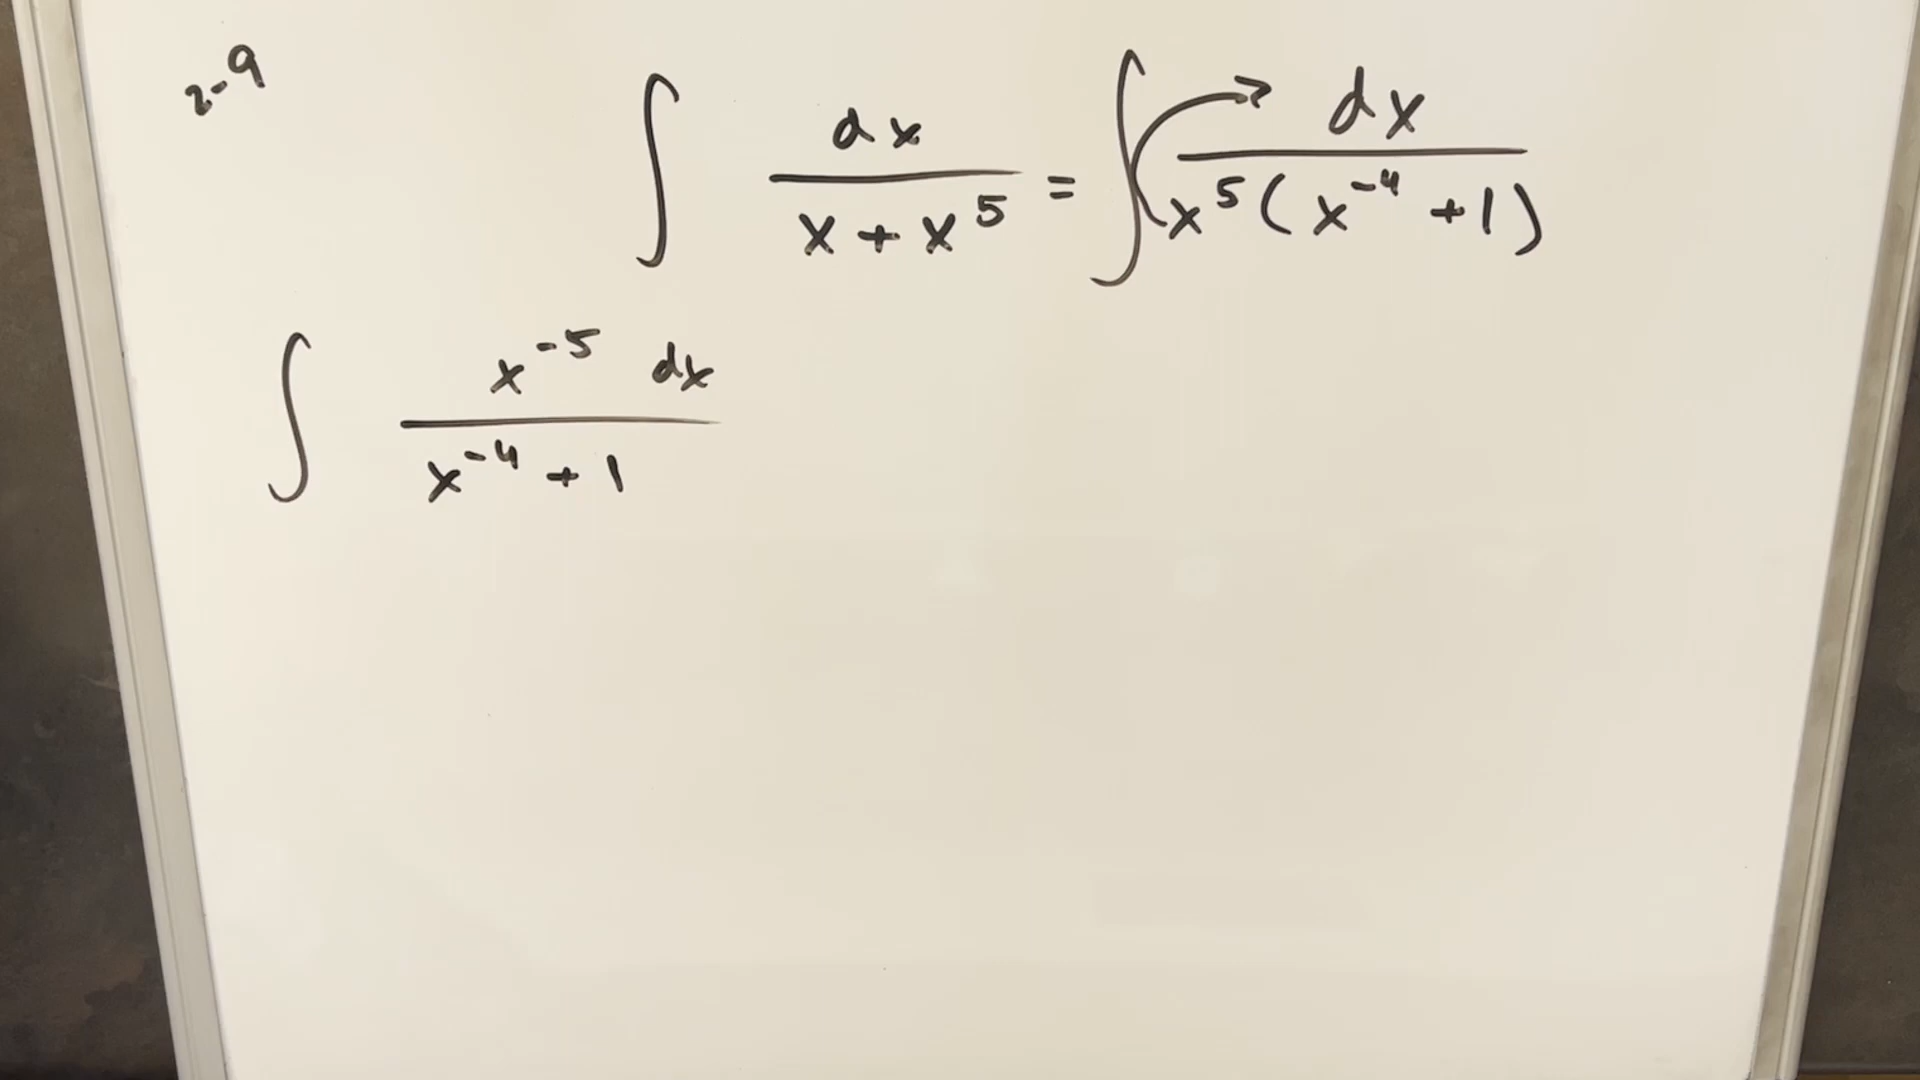 2-9
∫ dx / (x + x^5) = ∫ dx / (x^5 (x^-4 + 1))
∫ x^-5 dx / (x^-4 + 1)